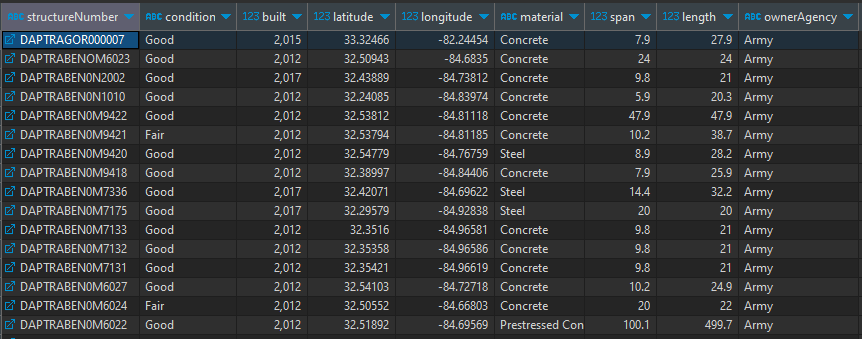 ABC structureNumber ABC condition 123 built 123 latitude 123 longitude ABC material 123 span 123 length ABC ownerAgency
DAPTRAGOR000007 Good 2,015 33.32466 -82.24454 Concrete 7.9 27.9 Army
DAPTRABENOM6023 Good 2,012 32.50943 -84.6835 Concrete 24 24 Army
DAPTRABEN0N2002 Good 2,017 32.43889 -84.73812 Concrete 9.8 21 Army
DAPTRABEN0N1010 Good 2,012 32.24085 -84.83974 Concrete 5.9 20.3 Army
DAPTRABEN0M9422 Good 2,012 32.53812 -84.81118 Concrete 47.9 47.9 Army
DAPTRABEN0M9421 Fair 2,012 32.53794 -84.81185 Concrete 10.2 38.7 Army
DAPTRABEN0M9420 Good 2,012 32.54779 -84.76759 Steel 8.9 28.2 Army
DAPTRABEN0M9418 Good 2,012 32.38997 -84.84406 Concrete 7.9 25.9 Army
DAPTRABEN0M7336 Good 2,017 32.42071 -84.69622 Steel 14.4 32.2 Army
DAPTRABEN0M7175 Good 2,017 32.29579 -84.92838 Steel 20 20 Army
DAPTRABEN0M7133 Good 2,012 32.3516 -84.96581 Concrete 9.8 21 Army
DAPTRABEN0M7132 Good 2,012 32.35358 -84.96586 Concrete 9.8 21 Army
DAPTRABEN0M7131 Good 2,012 32.35421 -84.96619 Concrete 9.8 21 Army
DAPTRABEN0M6027 Good 2,012 32.54103 -84.72718 Concrete 10.2 24.9 Army
DAPTRABEN0M6024 Fair 2,012 32.50552 -84.66803 Concrete 20 22 Army
DAPTRABEN0M6022 Good 2,012 32.51892 -84.69569 Prestressed Con 100.1 499.7 Army